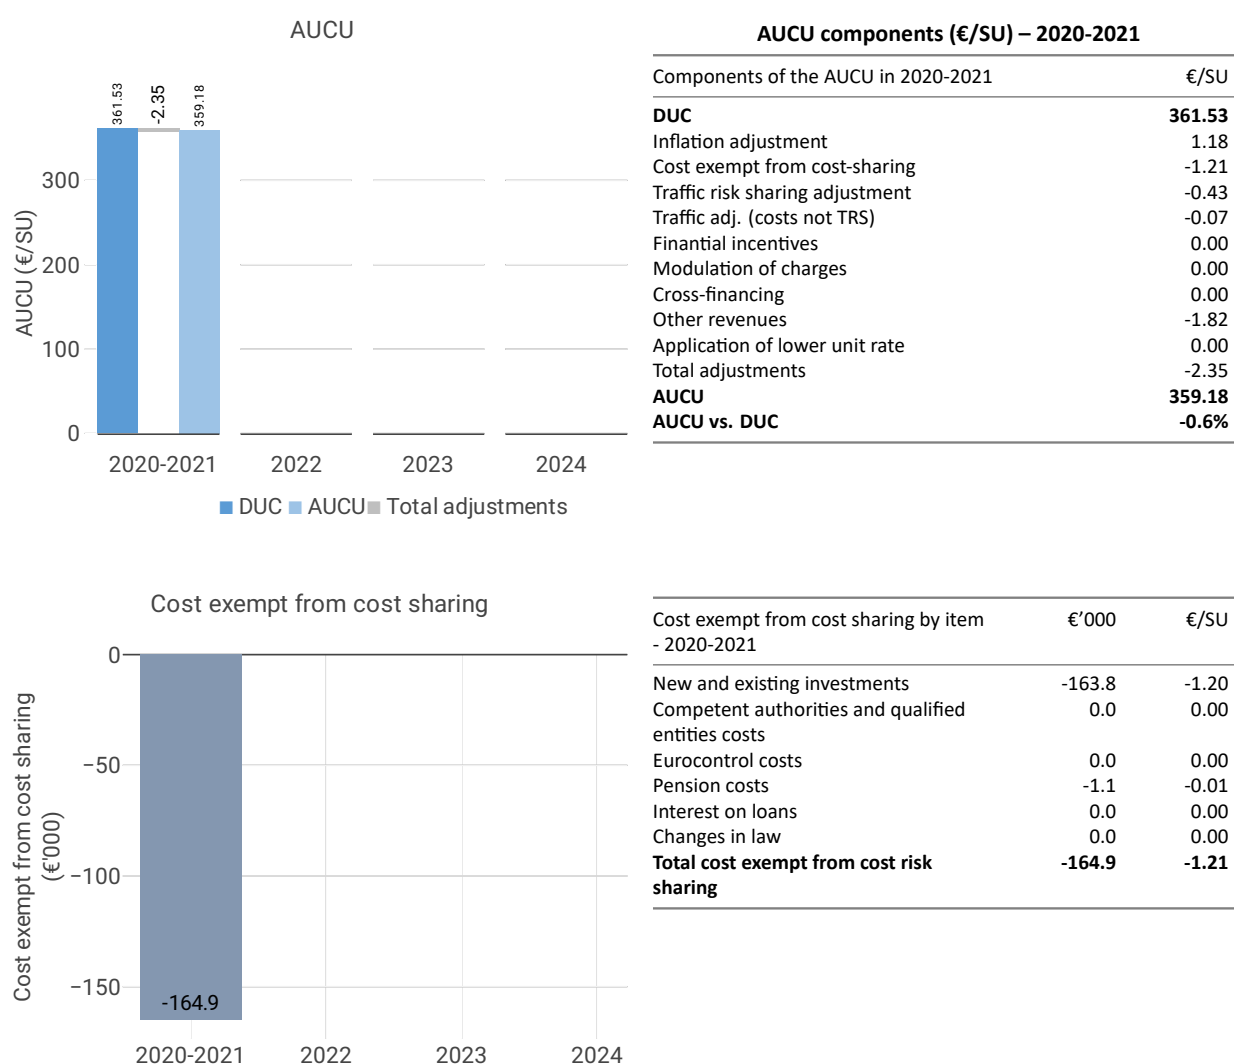 AUCU
361.53
-2.35
359.18
300
200
100
0
AUCU (€/SU)
2020-2021
2022
2023
2024
DUC
AUCU
Total adjustments
AUCU components (€/SU) – 2020-2021
Components of the AUCU in 2020-2021 €/SU
DUC 361.53
Inflation adjustment 1.18
Cost exempt from cost-sharing -1.21
Traffic risk sharing adjustment -0.43
Traffic adj. (costs not TRS) -0.07
Finantial incentives 0.00
Modulation of charges 0.00
Cross-financing 0.00
Other revenues -1.82
Application of lower unit rate 0.00
Total adjustments -2.35
AUCU 359.18
AUCU vs. DUC -0.6%
Cost exempt from cost sharing
0
−50
−100
−150
Cost exempt from cost sharing
(€'000)
-164.9
2020-2021
2022
2023
2024
Cost exempt from cost sharing by item €’000 €/SU
- 2020-2021
New and existing investments -163.8 -1.20
Competent authorities and qualified 0.0 0.00
entities costs
Eurocontrol costs 0.0 0.00
Pension costs -1.1 -0.01
Interest on loans 0.0 0.00
Changes in law 0.0 0.00
Total cost exempt from cost risk -164.9 -1.21
sharing